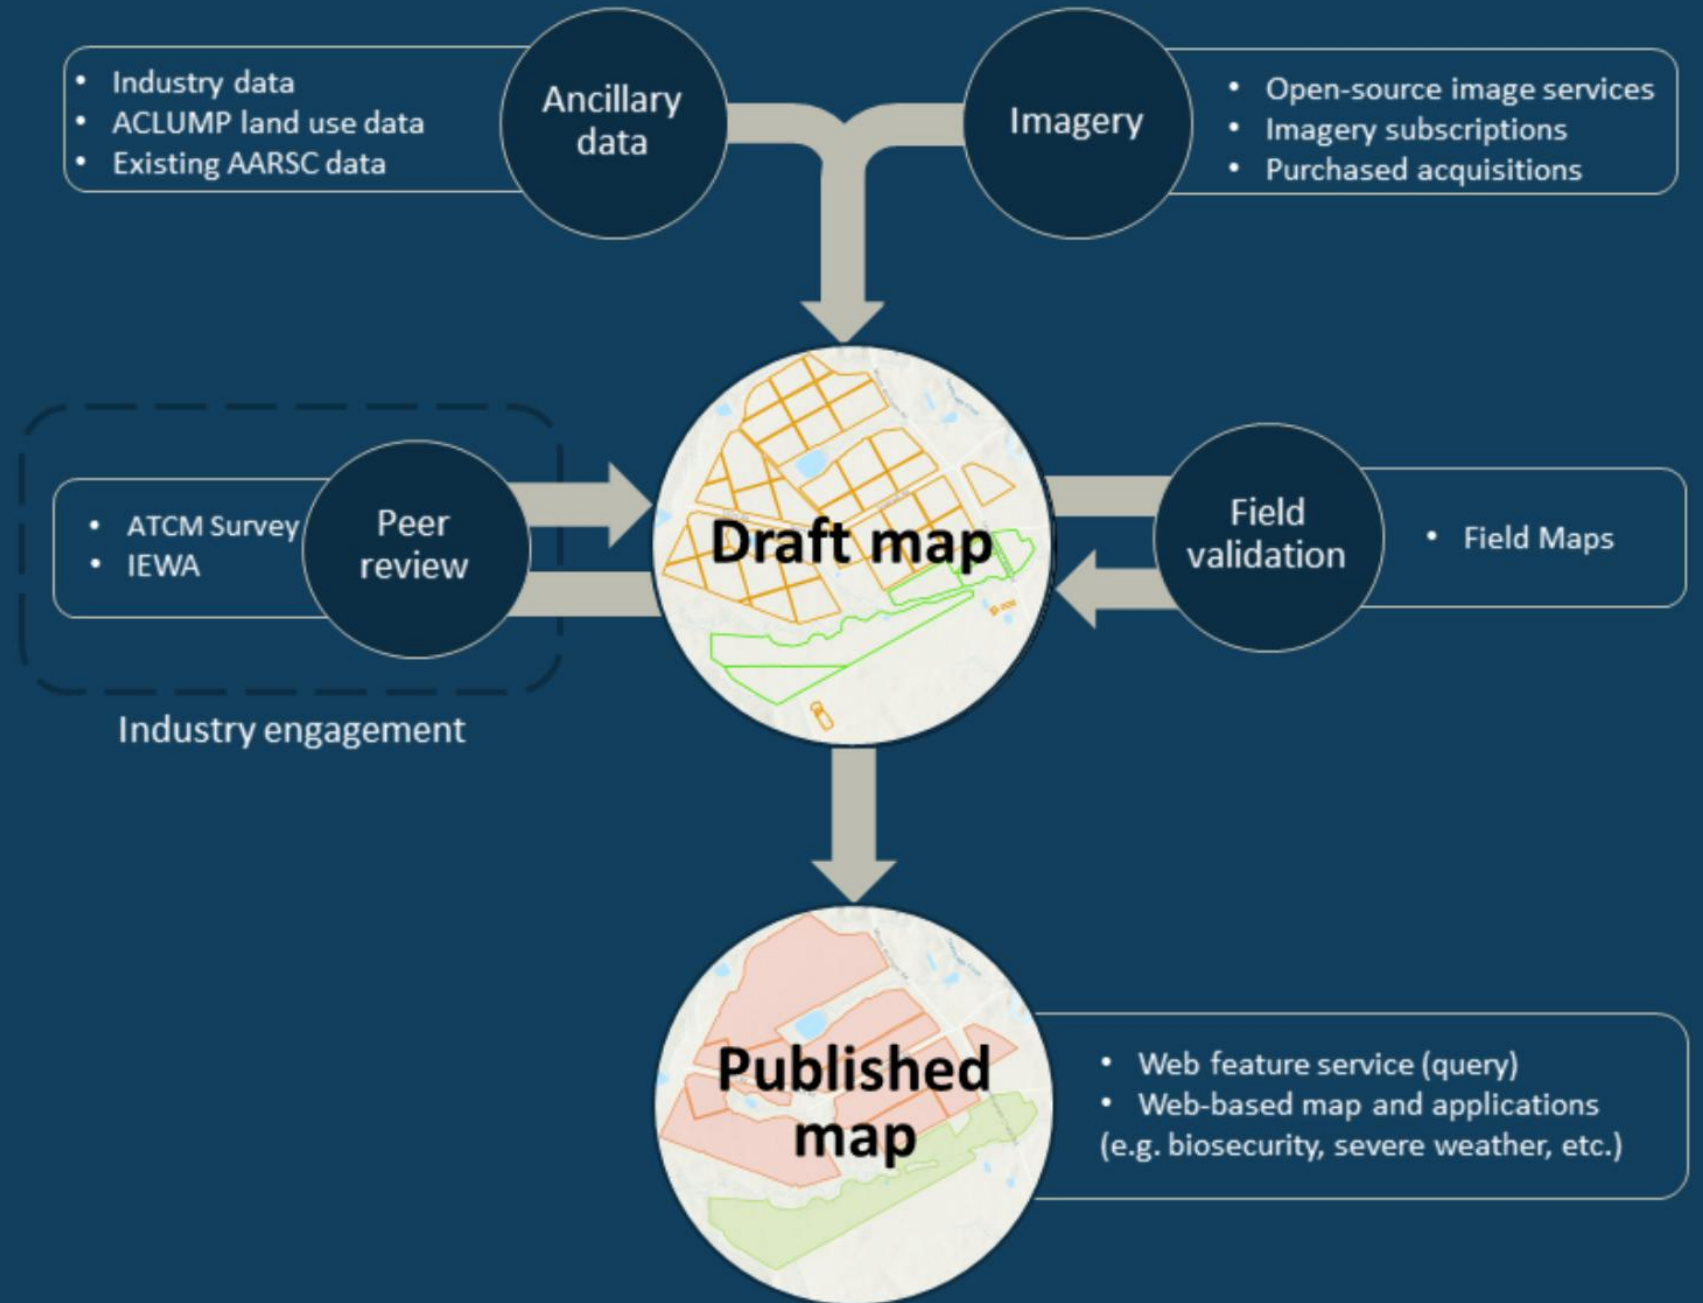 • Industry data
• ACLUMP land use data
• Existing AARSC data
Ancillary
data
Imagery
• Open-source image services
• Imagery subscriptions
• Purchased acquisitions
• ATCM Survey
• IEWA
Peer
review
Industry engagement
Draft map
Field
validation
• Field Maps
Published
map
• Web feature service (query)
• Web-based map and applications
(e.g. biosecurity, severe weather, etc.)